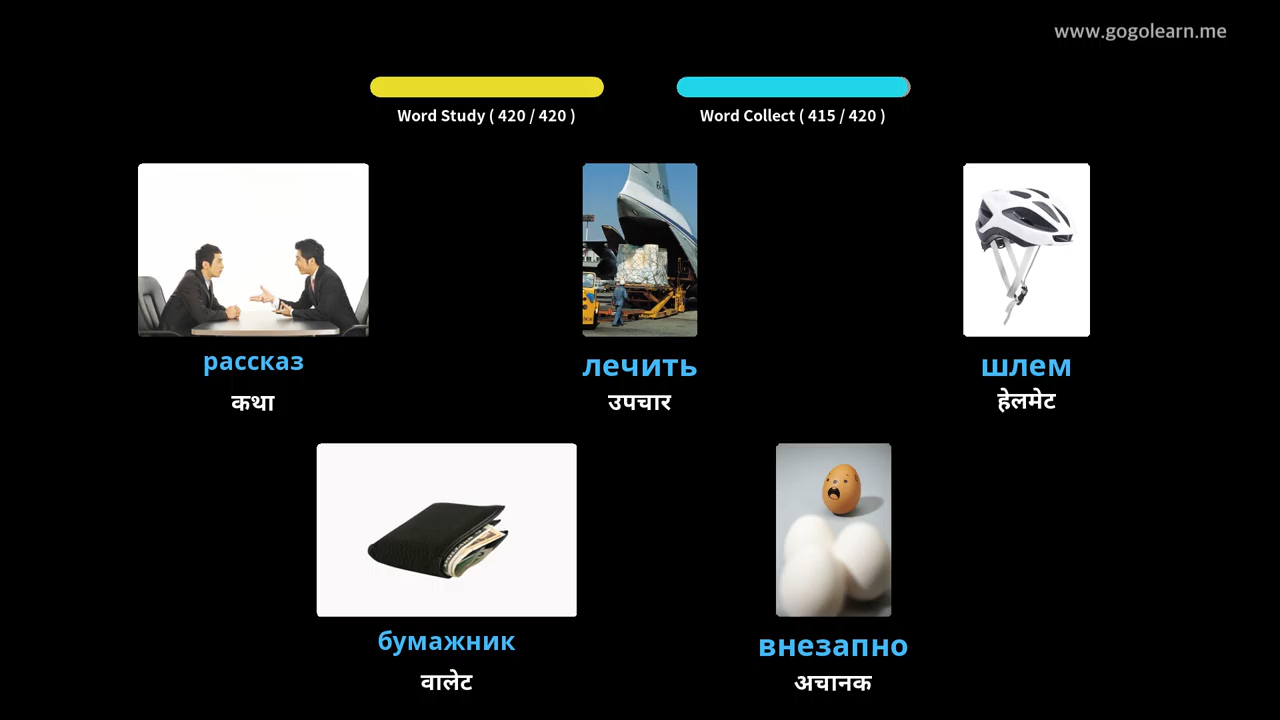 www.gogolearn.me
Word Study ( 420 / 420 )
Word Collect ( 415 / 420 )
рассказ
कथा
лечить
उपचार
шлем
हेलमेट
бумажник
वालेट
внезапно
अचानक